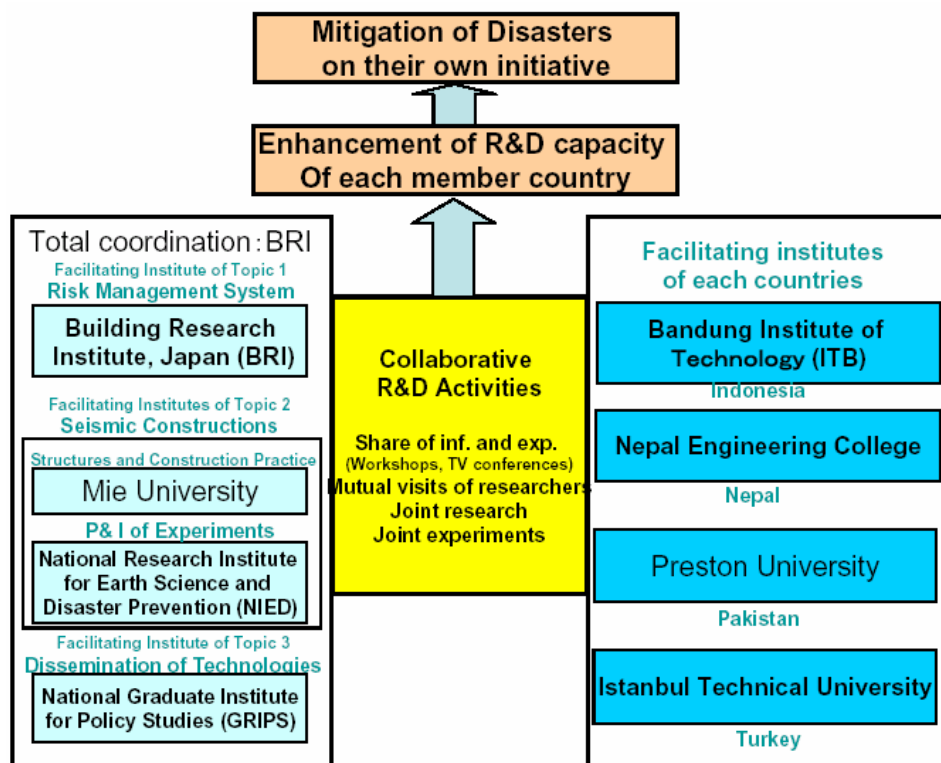 Mitigation of Disasters
on their own initiative
Enhancement of R&D capacity
Of each member country
Total coordination：BRI
Facilitating Institute of Topic 1
Risk Management System
Building Research
Institute, Japan (BRI)
Facilitating Institutes of Topic 2
Seismic Constructions
Structures and Construction Practice
Mie University
P& I of Experiments
National Research Institute
for Earth Science and
Disaster Prevention (NIED)
Facilitating Institute of Topic 3
Dissemination of Technologies
National Graduate Institute
for Policy Studies (GRIPS)
Collaborative
R&D Activities
Share of inf. and exp.
(Workshops, TV conferences)
Mutual visits of researchers
Joint research
Joint experiments
Facilitating institutes
of each countries
Bandung Institute of
Technology (ITB)
Indonesia
Nepal Engineering College
Nepal
Preston University
Pakistan
Istanbul Technical University
Turkey